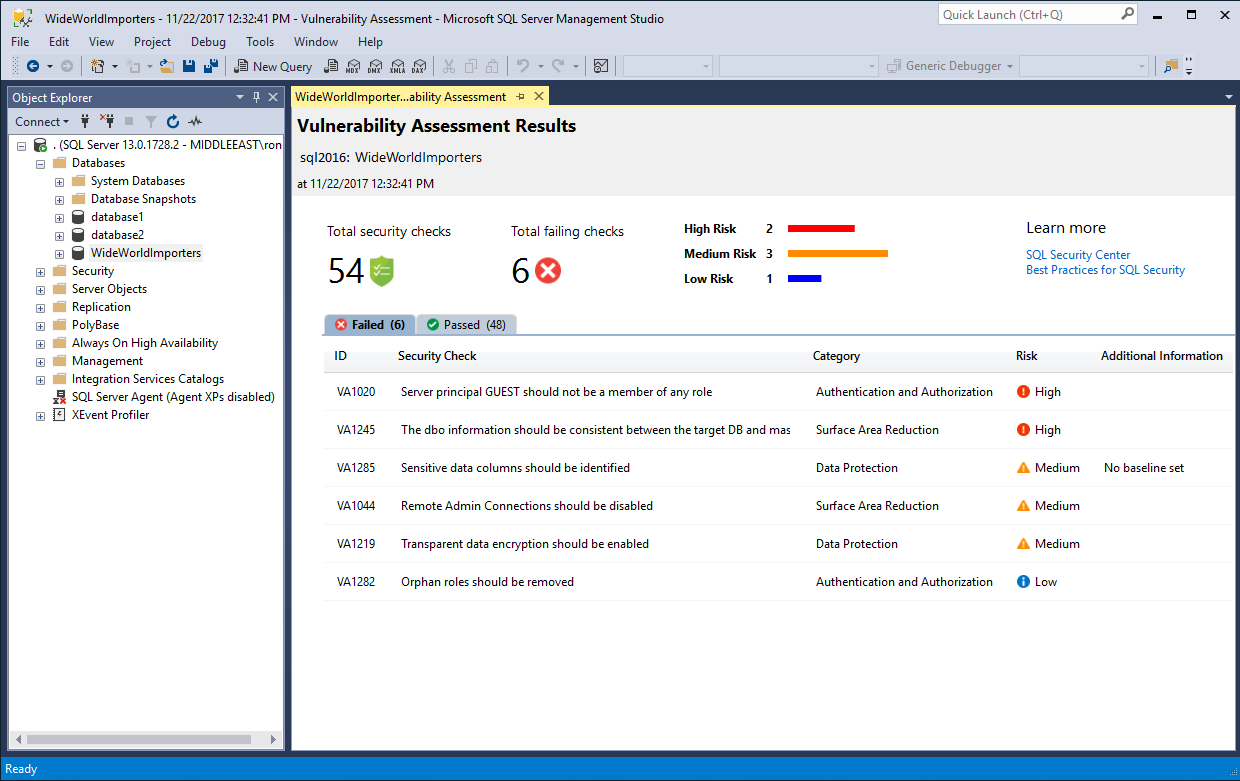 WideWorldImporters - 11/22/2017 12:32:41 PM - Vulnerability Assessment - Microsoft SQL Server Management Studio
Quick Launch (Ctrl+Q)
File Edit View Project Debug Tools Window Help
New Query MDX DMX XMLA DAX Generic Debugger
Object Explorer
Connect
. (SQL Server 13.0.1728.2 - MIDDLEEAST\ron
Databases
System Databases
Database Snapshots
database1
database2
WideWorldImporters
Security
Server Objects
Replication
PolyBase
Always On High Availability
Management
Integration Services Catalogs
SQL Server Agent (Agent XPs disabled)
XEvent Profiler
WideWorldImporter...ability Assessment
Vulnerability Assessment Results
sql2016: WideWorldImporters
at 11/22/2017 12:32:41 PM
Total security checks
54
Total failing checks
6
High Risk 2
Medium Risk 3
Low Risk 1
Learn more
SQL Security Center
Best Practices for SQL Security
Failed (6) Passed (48)
ID Security Check Category Risk Additional Information
VA1020 Server principal GUEST should not be a member of any role Authentication and Authorization High
VA1245 The dbo information should be consistent between the target DB and mas Surface Area Reduction High
VA1285 Sensitive data columns should be identified Data Protection Medium No baseline set
VA1044 Remote Admin Connections should be disabled Surface Area Reduction Medium
VA1219 Transparent data encryption should be enabled Data Protection Medium
VA1282 Orphan roles should be removed Authentication and Authorization Low
Ready